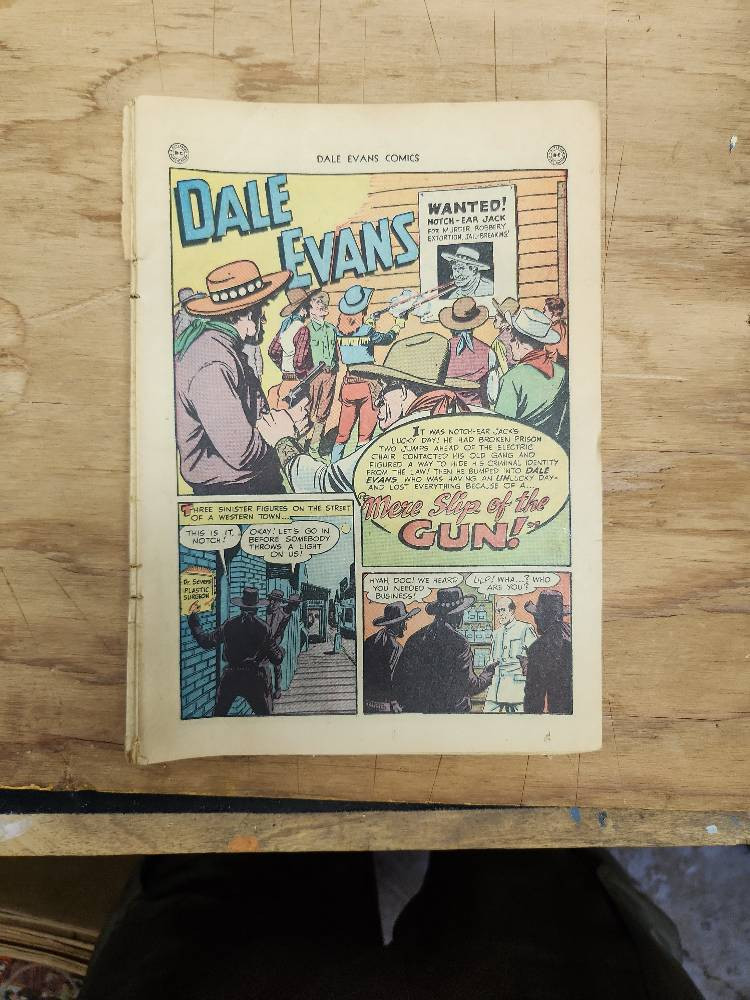 DALE EVANS COMICS
DALE
EVANS
WANTED!
NOTCH-EAR JACK
FOR MURDER, ROBBERY
EXTORTION, JAIL-BREAKING!
IT WAS NOTCH-EAR JACK'S
LUCKY DAY! HE HAD BROKEN PRISON
TWO JUMPS AHEAD OF THE ELECTRIC
CHAIR CONTACTED HIS OLD GANG AND
FIGURED A WAY TO HIDE HIS CRIMINAL IDENTITY
FROM THE LAW! THEN HE BUMPED INTO DALE
EVANS, WHO WAS HAVING AN UNLUCKY DAY-
AND LOST EVERYTHING BECAUSE OF A...
"Mere Slip of the
GUN!"
THREE SINISTER FIGURES ON THE STREET
OF A WESTERN TOWN...
THIS IS IT,
NOTCH!
OKAY! LET'S GO IN
BEFORE SOMEBODY
THROWS A LIGHT
ON US!
Dr. Severs
PLASTIC
SURGEON
HYAH, DOC! WE HEARD
YOU NEEDED
BUSINESS!
ULP! WHA...? WHO
ARE YOU?